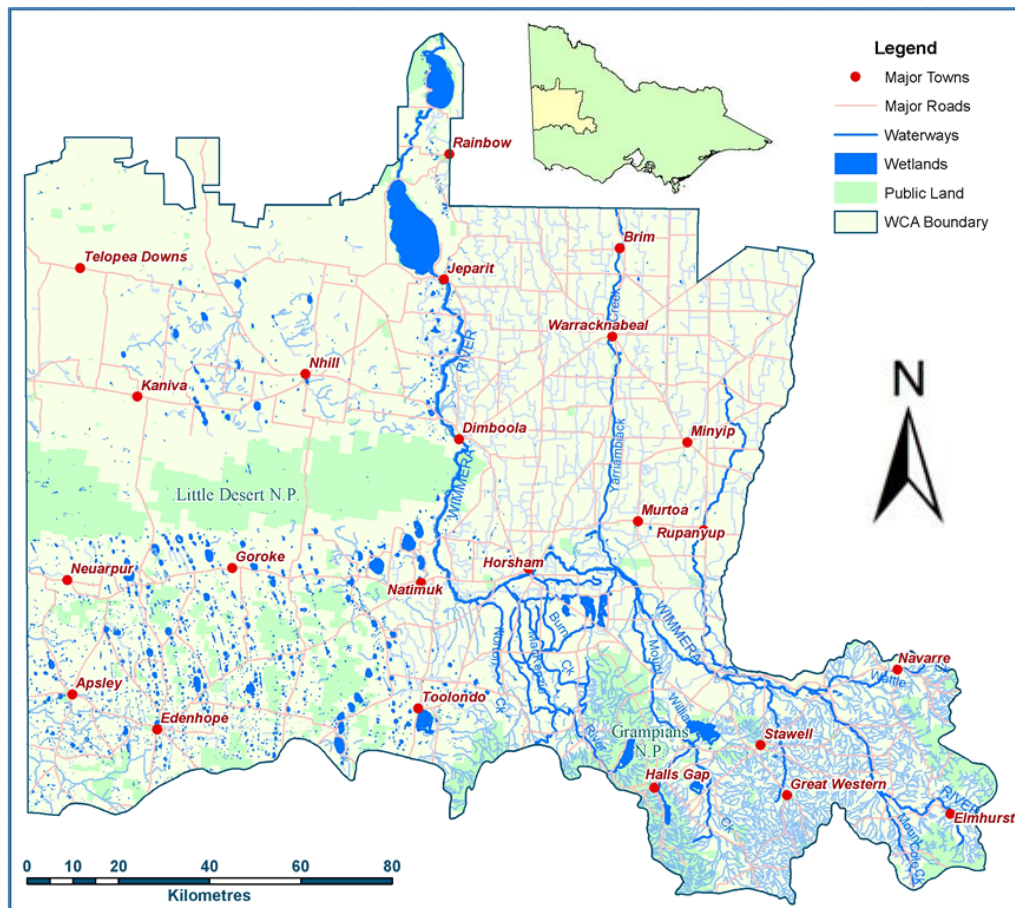 Legend
Major Towns
Major Roads
Waterways
Wetlands
Public Land
WCA Boundary
N
Rainbow
Brim
Telopea Downs
Jeparit
Creek
Warracknabeal
RIVER
Nhill
Kaniva
Dimboola
Minyip
Yarriambiack
WIMMERA
Little Desert N.P.
Murtoa
Rupanyup
Goroke
Horsham
Neuarpur
Natimuk
WIMMERA
Burnt
Norton
MacKenzie
Mount
Navarre
Wattle
Ck
Apsley
Toolondo
William
Ck
Edenhope
River
Grampians
N.P.
Stawell
Halls Gap
Great Western
RIVER
Elmhurst
Ck
Mount Cole Ck
0 10 20 40 60 80
Kilometres